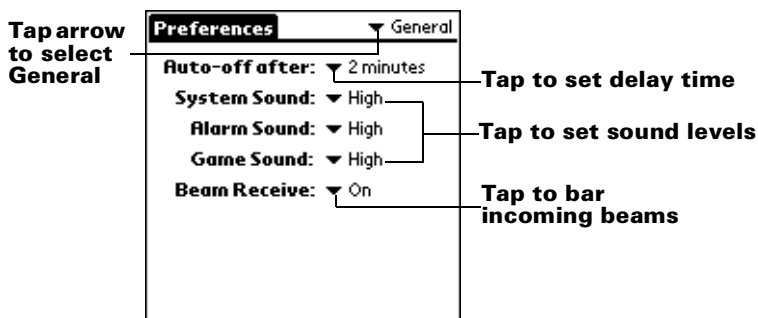 Tap arrow
to select
General
Preferences
General
Auto-off after: 2 minutes
System Sound: High
Alarm Sound: High
Game Sound: High
Beam Receive: On
Tap to set delay time
Tap to set sound levels
Tap to bar
incoming beams